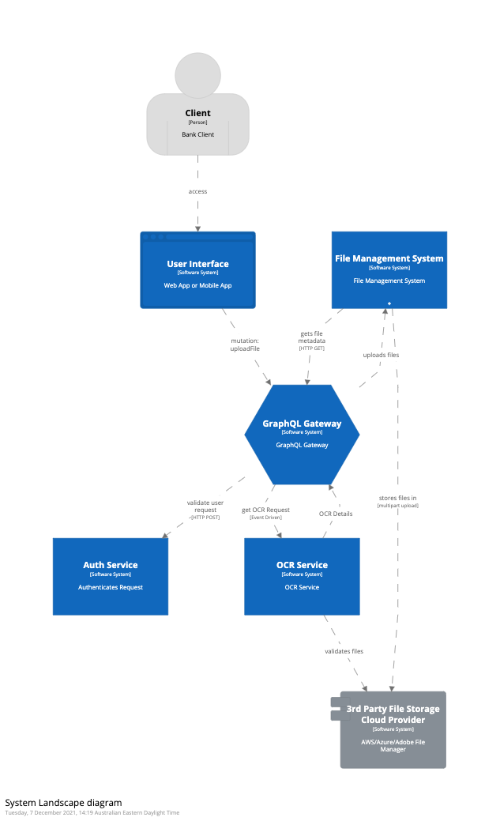 Client
[Person]
Bank Client
access
User Interface
[Software System]
Web App or Mobile App
File Management System
[Software System]
File Management System
mutation:
uploadFile
gets file
metadata
[HTTP GET]
uploads files
GraphQL Gateway
[Software System]
GraphQL Gateway
validate user
request
[HTTP POST]
get OCR Request
[Event Driven]
OCR Details
stores files in
[multipart upload]
Auth Service
[Software System]
Authenticates Request
OCR Service
[Software System]
OCR Service
validates files
3rd Party File Storage
Cloud Provider
[Software System]
AWS/Azure/Adobe File
Manager
System Landscape diagram
Tuesday, 7 December 2021, 14:19 Australian Eastern Daylight Time